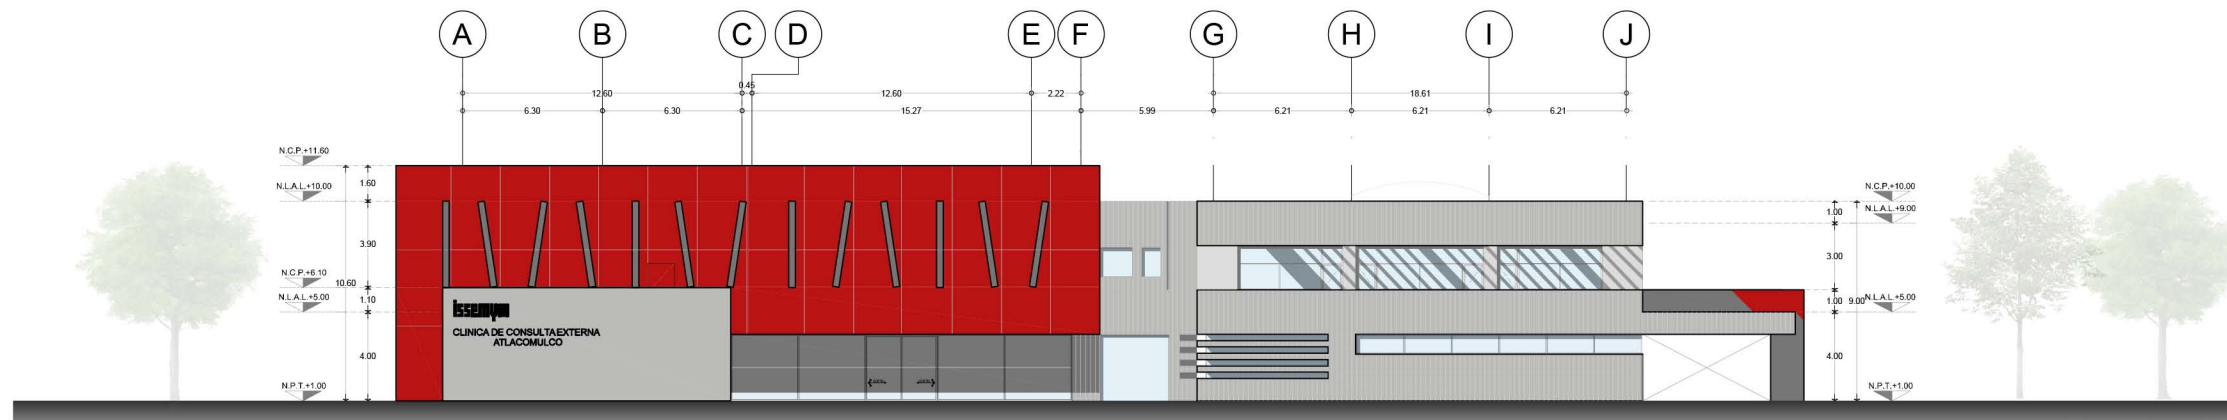 A B C D E F G H I J
0.45
12.60 12.60 2.22 18.61
6.30 6.30 15.27 5.99 6.21 6.21 6.21
N.C.P.+11.60
1.60
N.L.A.L.+10.00
N.C.P.+10.00
1.00
N.L.A.L.+9.00
3.90
3.00
N.C.P.+6.10
10.60
N.L.A.L.+5.00
1.10
1.00 9.00 N.L.A.L.+5.00
issemym
CLINICA DE CONSULTA EXTERNA
ATLACOMULCO
4.00
4.00
N.P.T.+1.00
N.P.T.+1.00